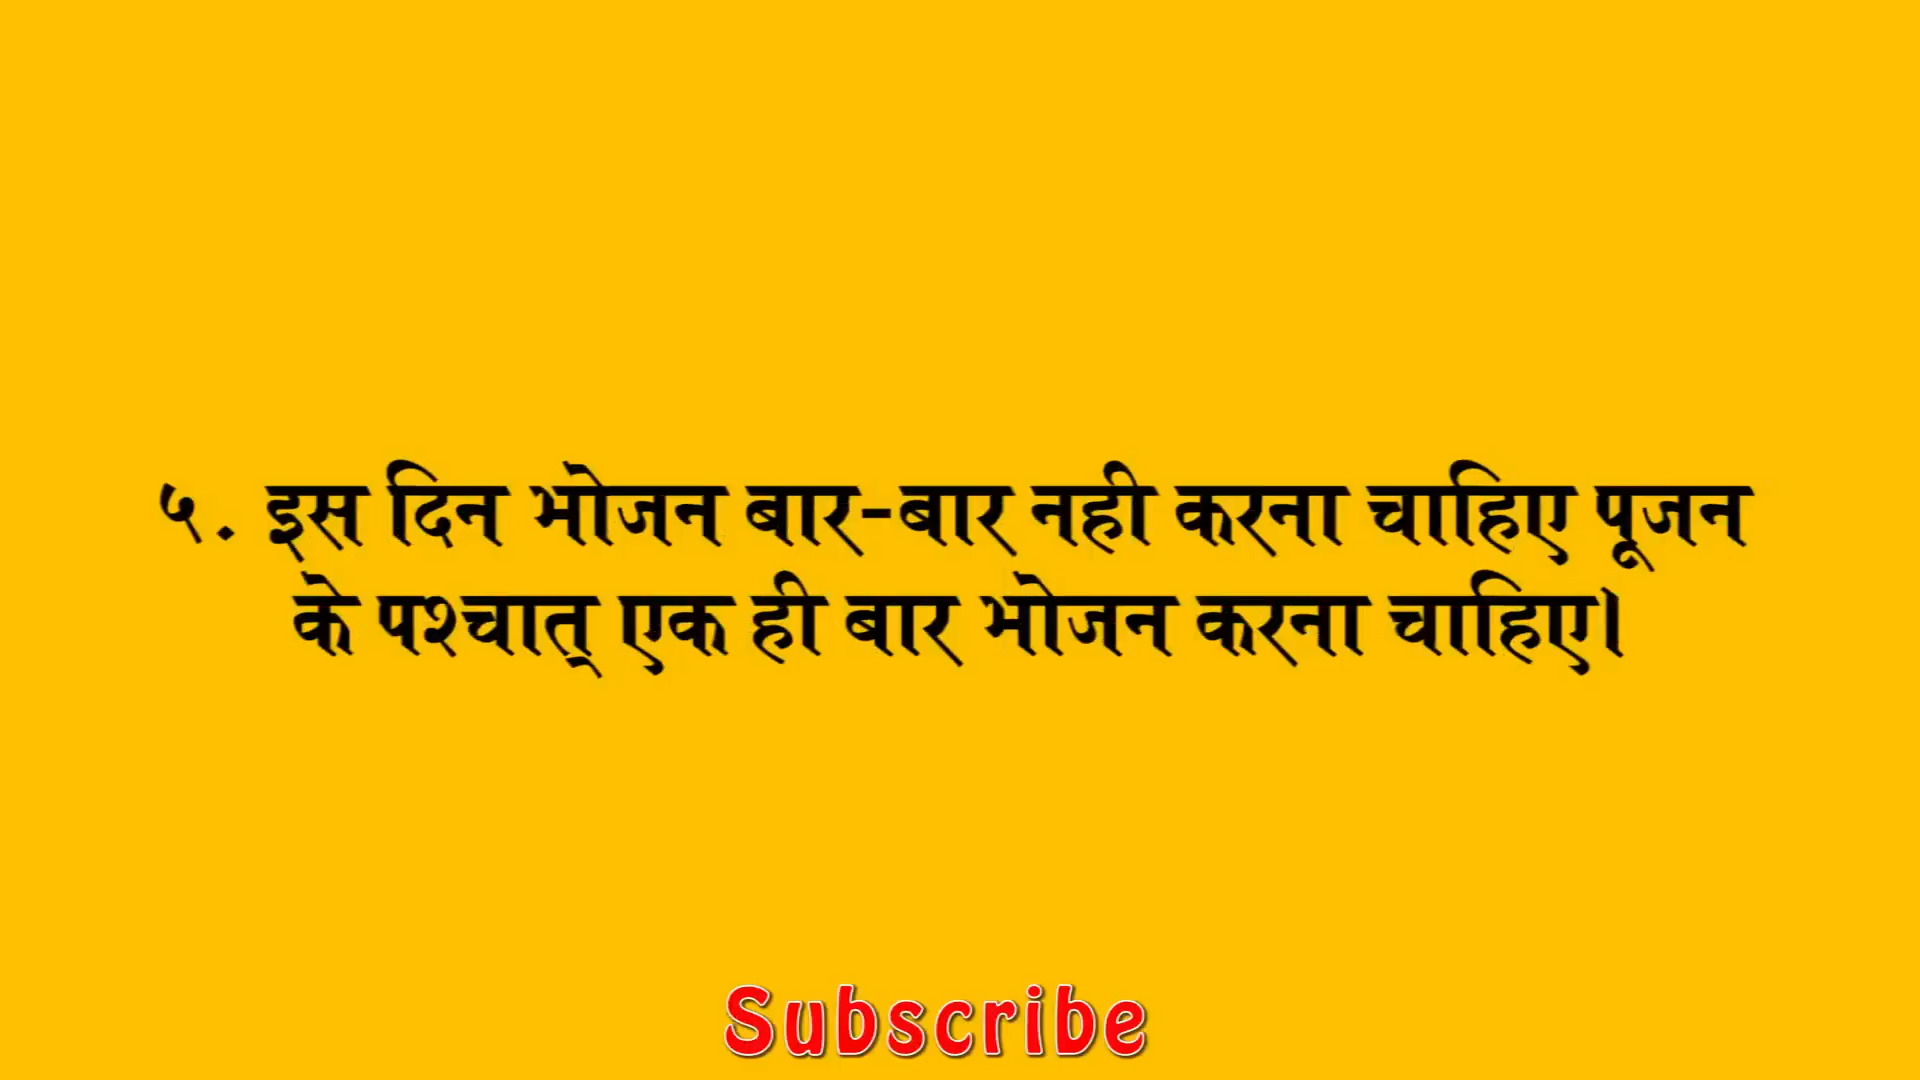 ५. इस दिन भोजन बार-बार नही करना चाहिए पूजन
के पश्चात् एक ही बार भोजन करना चाहिए।
Subscribe